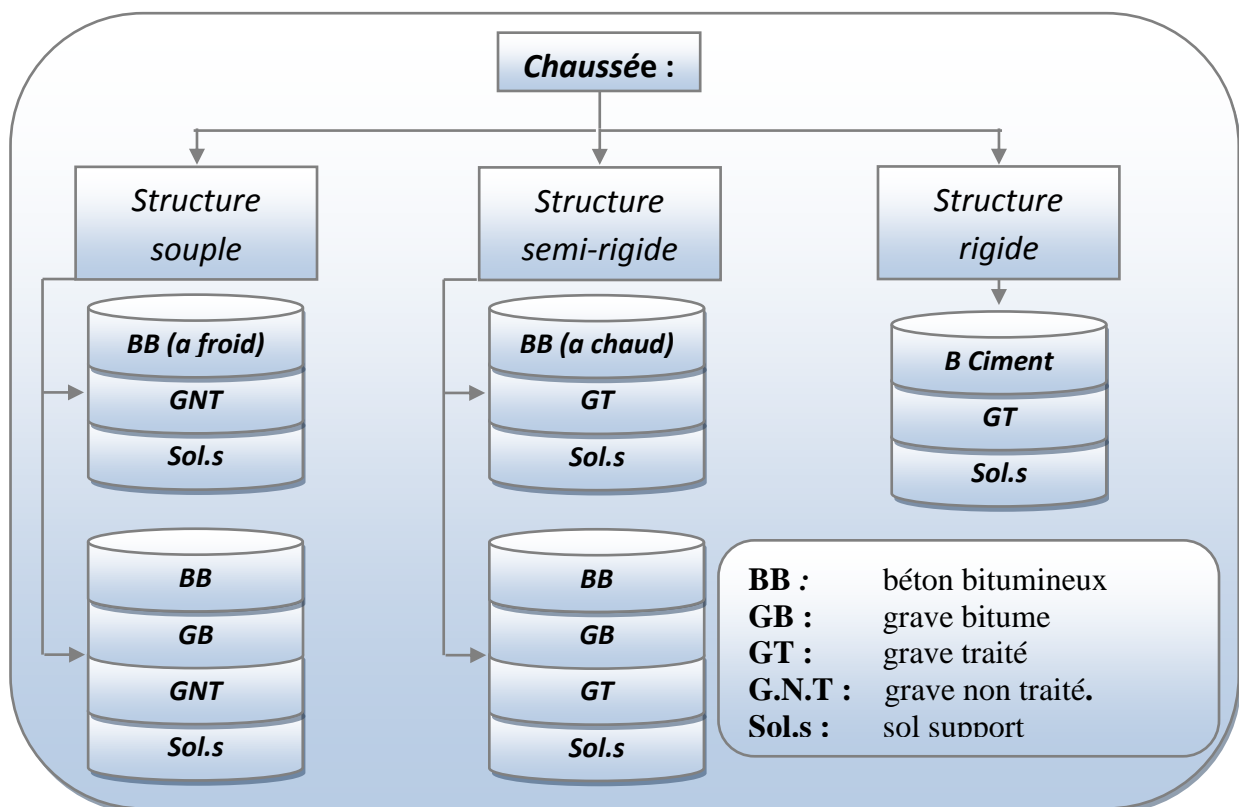 Chaussée :
Structure
souple
Structure
semi-rigide
Structure
rigide
BB (a froid)
GNT
Sol.s
BB (a chaud)
GT
Sol.s
B Ciment
GT
Sol.s
BB
GB
GNT
Sol.s
BB
GB
GT
Sol.s
BB : béton bitumineux
GB : grave bitume
GT : grave traité
G.N.T : grave non traité.
Sol.s : sol support